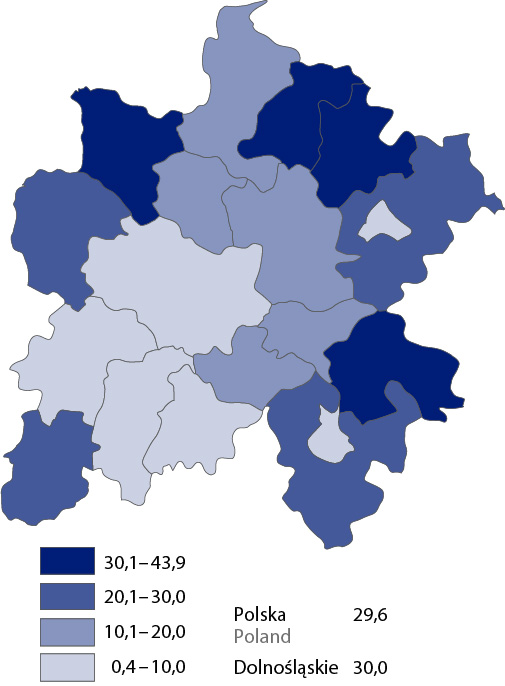 30,1–43,9
20,1–30,0
10,1–20,0
0,4–10,0
Polska 29,6
Poland
Dolnośląskie 30,0